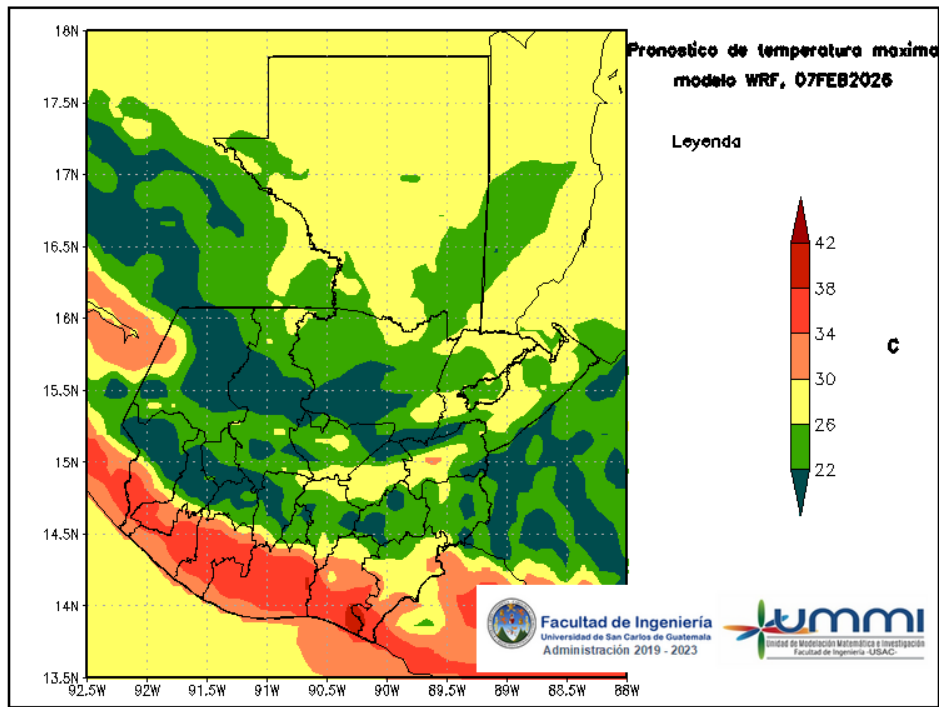 Pronostico de temperatura maxima
modelo WRF, 07FEB2026
Leyenda
42
38
34
30
26
22
C
18N
17.5N
17N
16.5N
16N
15.5N
15N
14.5N
14N
13.5N
92.5W
92W
91.5W
91W
90.5W
90W
89.5W
89W
88.5W
88W
Facultad de Ingeniería
Universidad de San Carlos de Guatemala
Administración 2019 - 2023
UMMI
Unidad de Modelación Matemática e Investigación
Facultad de Ingeniería -USAC-